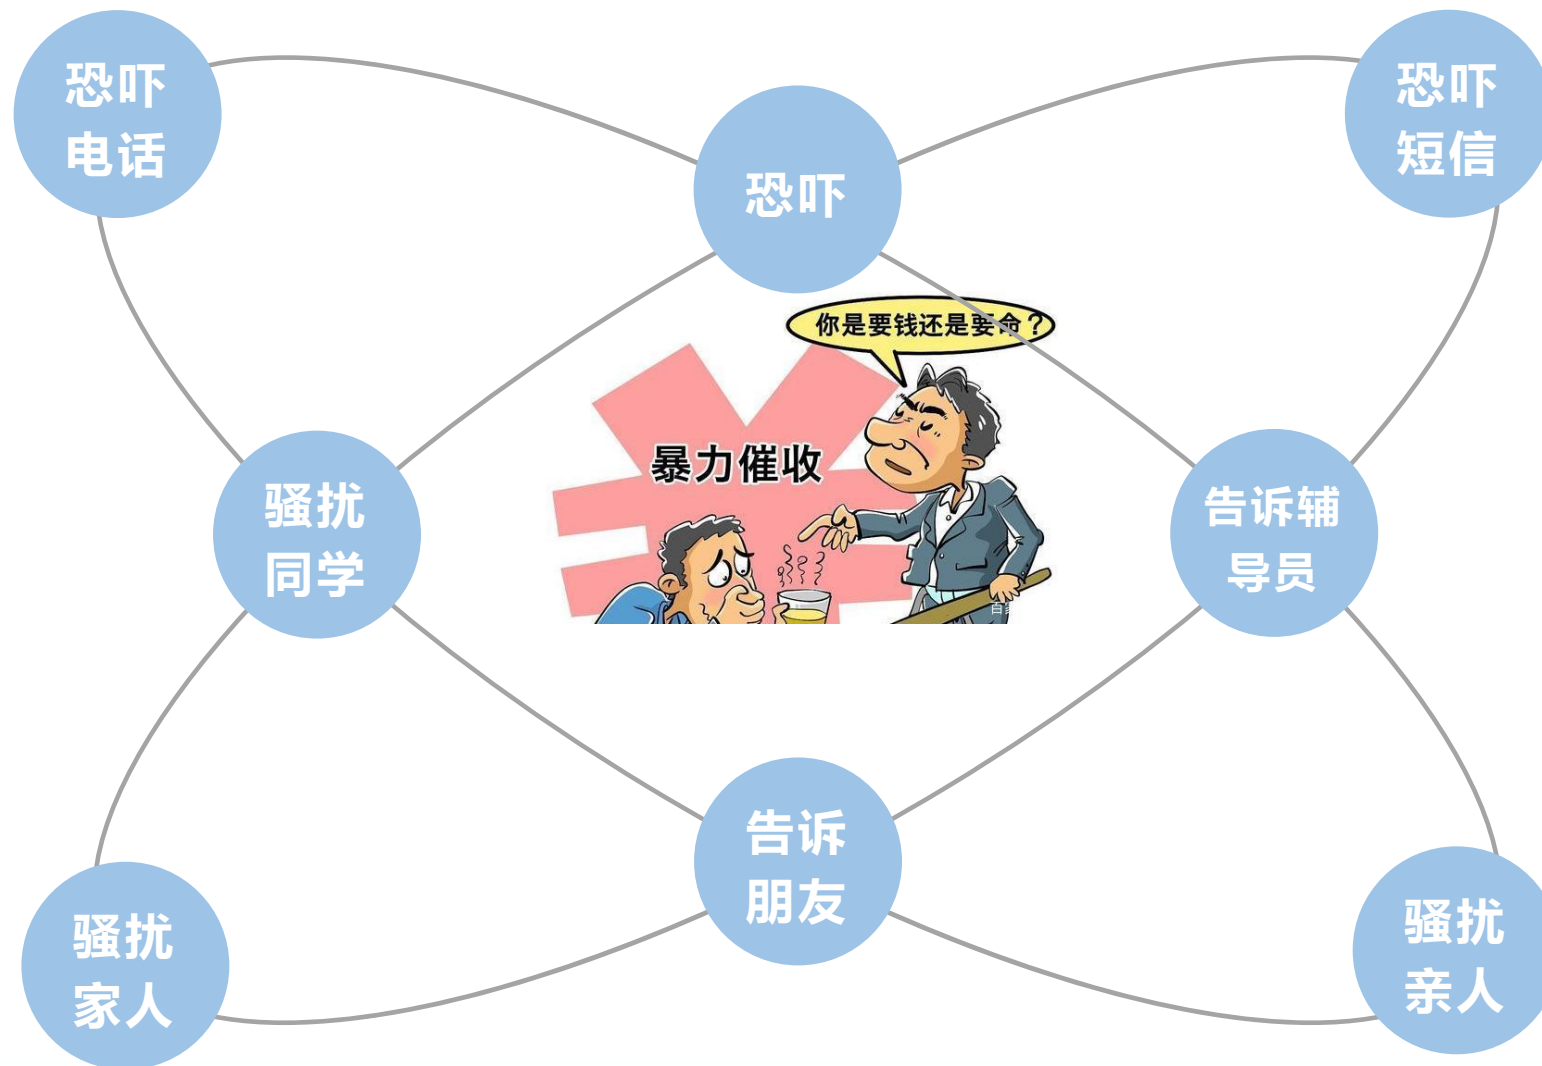 恐吓
电话
恐吓
短信
恐吓
你是要钱还是要命？
暴力催收
骚扰
同学
告诉辅
导员
告诉
朋友
骚扰
家人
骚扰
亲人